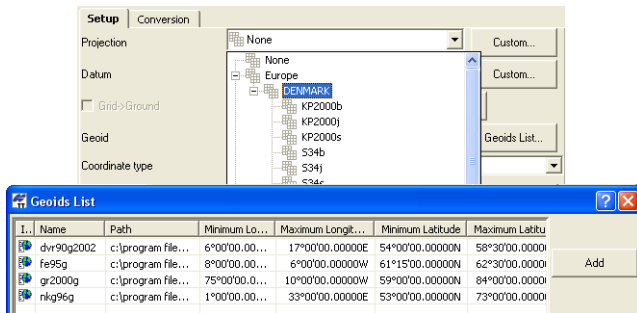 Setup Conversion
Projection None Custom...
None
Datum Europe Custom...
DENMARK
Grid->Ground KP2000b
KP2000j
Geoid KP2000s Geoids List...
S34b
Coordinate type S34j
Geoids List
I.. Name Path Minimum Lo... Maximum Longit... Minimum Latitude Maximum Latitu
dvr90g2002 c:\program file... 6°00'00.00... 17°00'00.00000E 54°00'00.00000N 58°30'00.0000
fe95g c:\program file... 8°00'00.00... 6°00'00.00000W 61°15'00.00000N 62°30'00.0000
Add
gr2000g c:\program file... 75°00'00.0... 10°00'00.00000W 59°00'00.00000N 84°00'00.0000
nkg96g c:\program file... 1°00'00.00... 33°00'00.00000E 53°00'00.00000N 73°00'00.0000